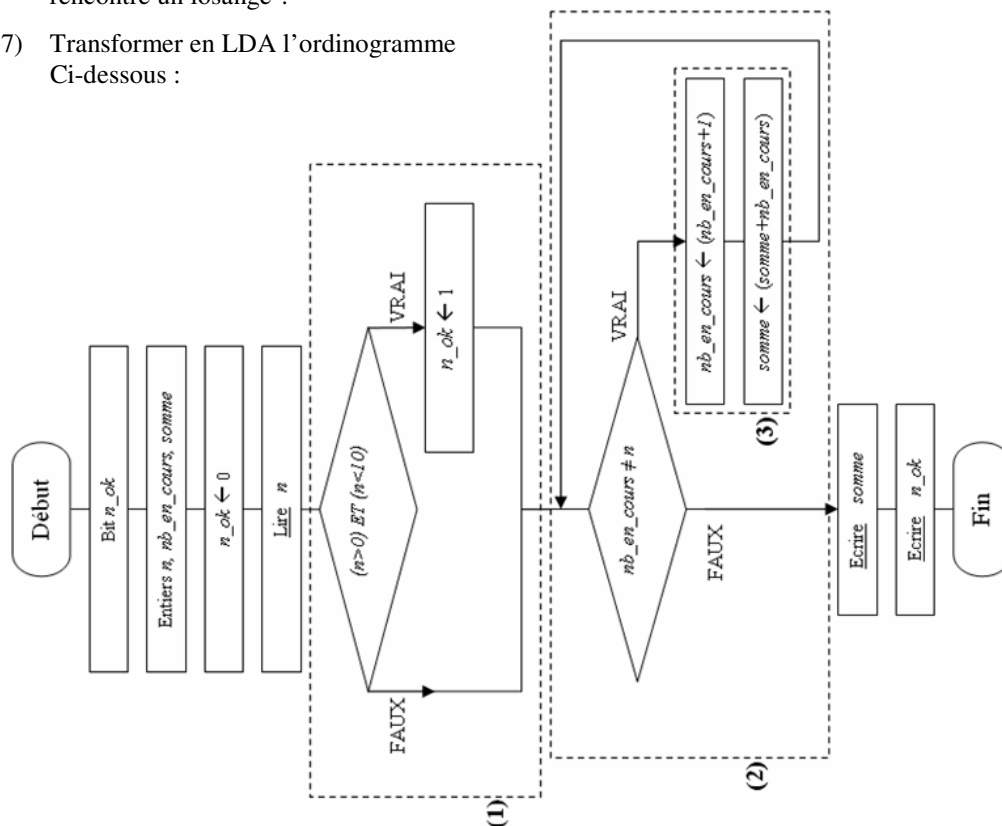 rencontre un losange .
7) Transformer en LDA l'ordinogramme
Ci-dessous :
Début
Bit n_ok
Entiers n, nb_en_cours, somme
n_ok ← 0
Lire n
(n>0) ET (n<10)
VRAI
FAUX
n_ok ← 1
(1)
nb_en_cours ≠ n
VRAI
FAUX
nb_en_cours ← (nb_en_cours+1)
somme ← (somme+nb_en_cours)
(3)
(2)
Ecrire somme
Ecrire n_ok
Fin